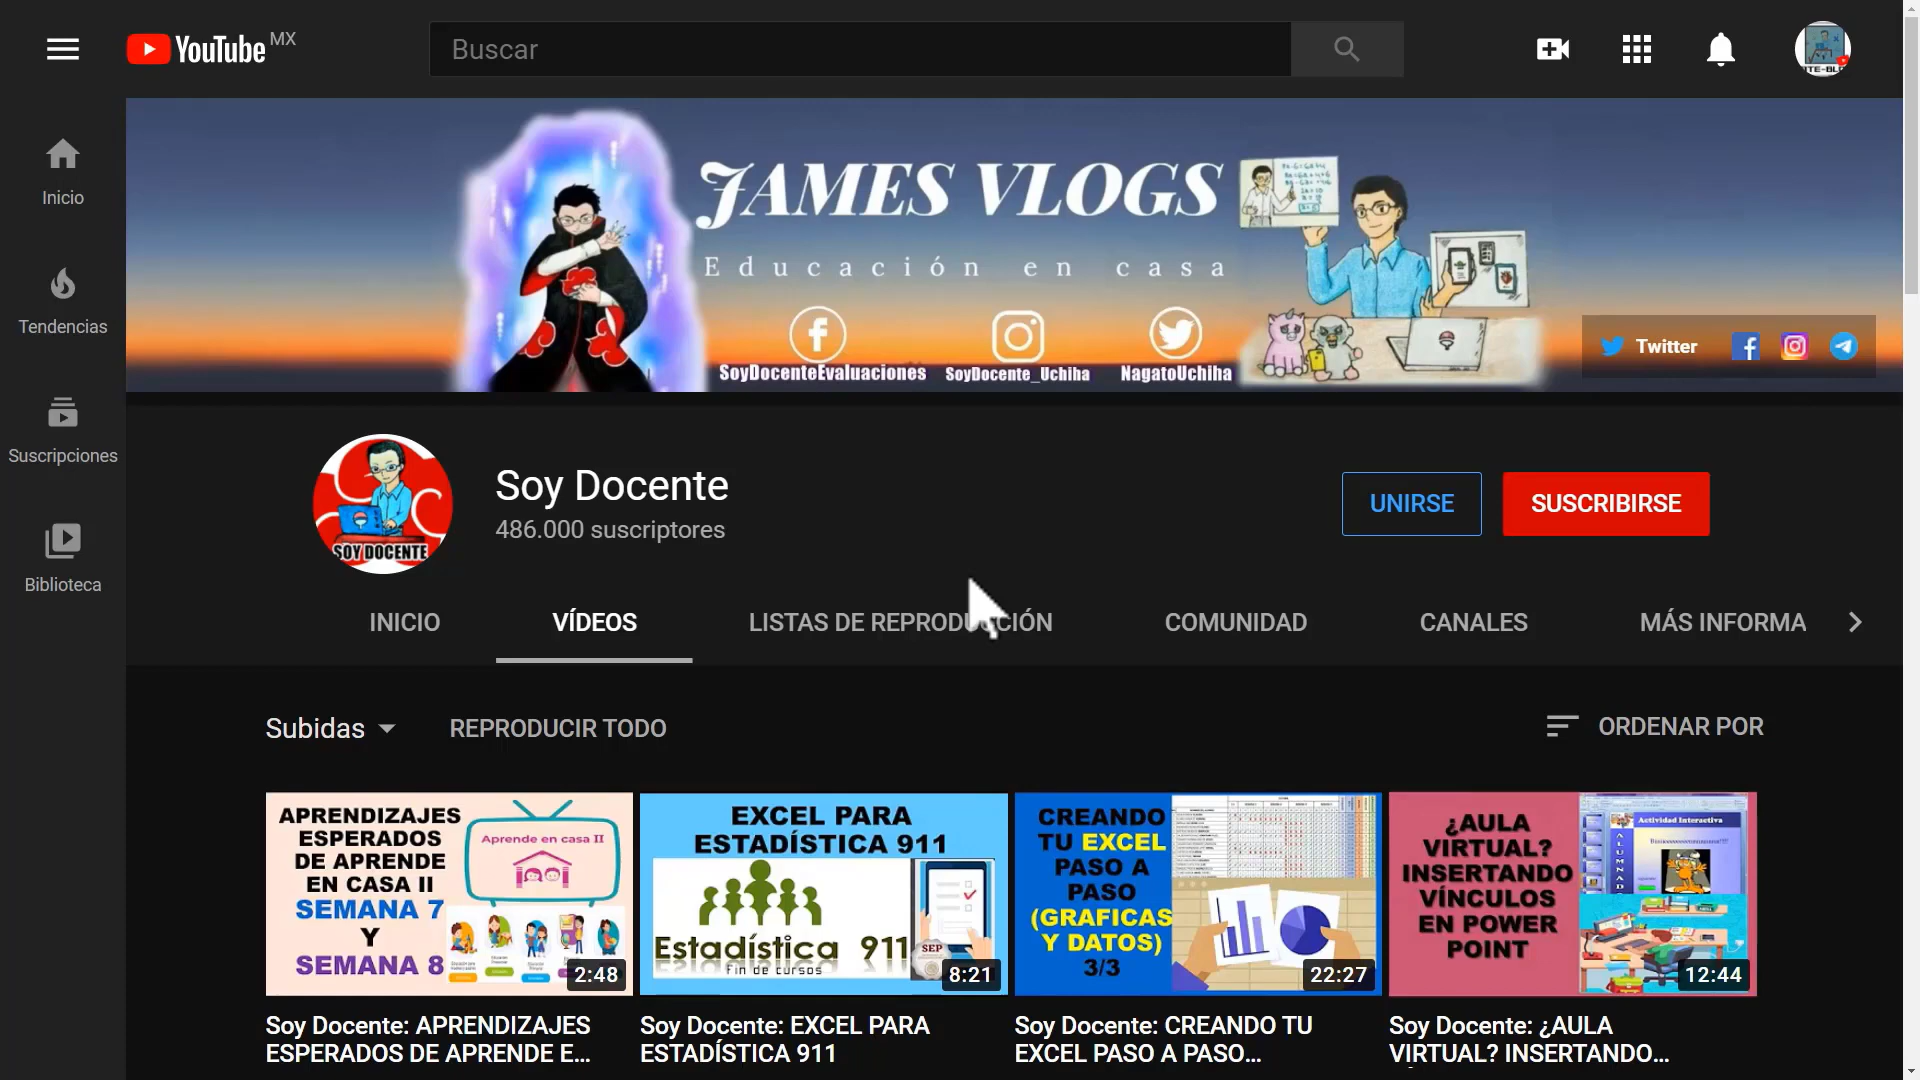 YouTube MX
Buscar
Inicio
Tendencias
Suscripciones
Biblioteca
JAMES VLOGS
Educación en casa
SoyDocenteEvaluaciones
SoyDocente_Uchiha
NagatoUchiha
Twitter
SOY DOCENTE
Soy Docente
486.000 suscriptores
UNIRSE
SUSCRIBIRSE
INICIO
VÍDEOS
LISTAS DE REPRODUCCIÓN
COMUNIDAD
CANALES
MÁS INFORMA
Subidas
REPRODUCIR TODO
ORDENAR POR
APRENDIZAJES
ESPERADOS
DE APRENDE
EN CASA II
SEMANA 7
Y
SEMANA 8
Aprende en casa II
2:48
EXCEL PARA
ESTADÍSTICA 911
Estadística 911
Fin de cursos
SEP
8:21
CREANDO
TU EXCEL
PASO A
PASO
(GRAFICAS
Y DATOS)
3/3
22:27
¿AULA
VIRTUAL?
INSERTANDO
VÍNCULOS
EN POWER
POINT
Actividad Interactiva
ALUMNAD
12:44
Soy Docente: APRENDIZAJES
ESPERADOS DE APRENDE E...
Soy Docente: EXCEL PARA
ESTADÍSTICA 911
Soy Docente: CREANDO TU
EXCEL PASO A PASO...
Soy Docente: ¿AULA
VIRTUAL? INSERTANDO...